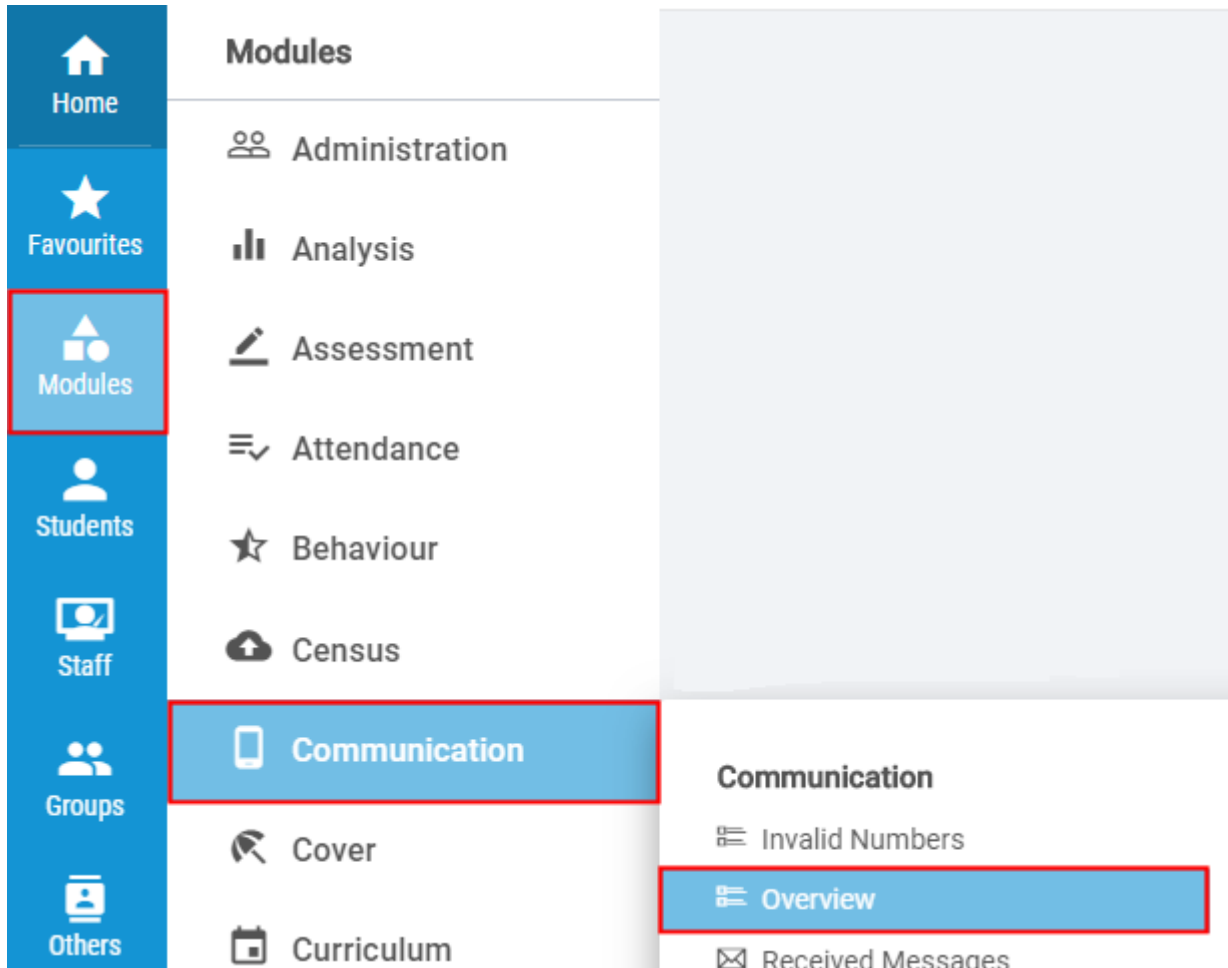 Home
Favourites
Modules
Students
Staff
Groups
Others
Modules
Administration
Analysis
Assessment
Attendance
Behaviour
Census
Communication
Cover
Curriculum
Communication
Invalid Numbers
Overview
Received Messages